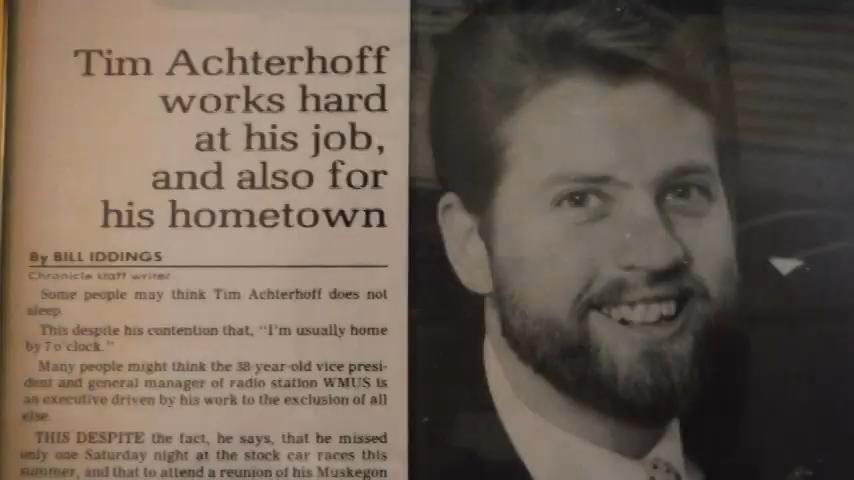 Tim Achterhoff
works hard
at his job,
and also for
his hometown
By BILL IDDINGS
Chronicle staff writer
Some people may think Tim Achterhoff does not
sleep.
This despite his contention that, "I'm usually home
by 7 o'clock."
Many people might think the 38-year-old vice presi-
dent and general manager of radio station WMUS is
an executive driven by his work to the exclusion of all
else.
THIS DESPITE the fact, he says, that he missed
only one Saturday night at the stock car races this
summer, and that to attend a reunion of his Muskegon